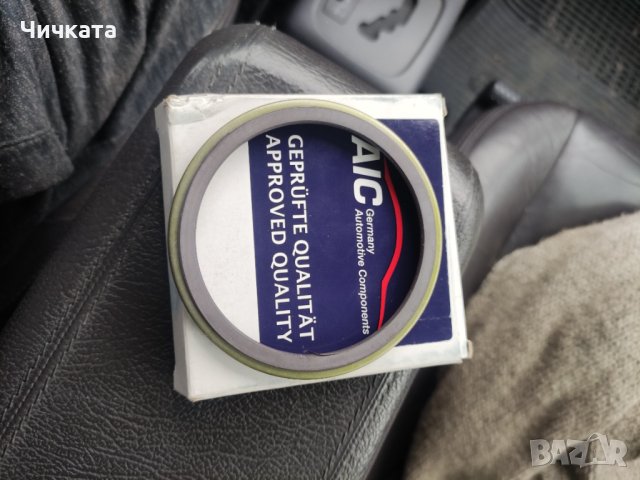 Чичката
AIC
Germany
Automotive Components
GEPRÜFTE QUALITÄT
APPROVED QUALITY
BAZAR